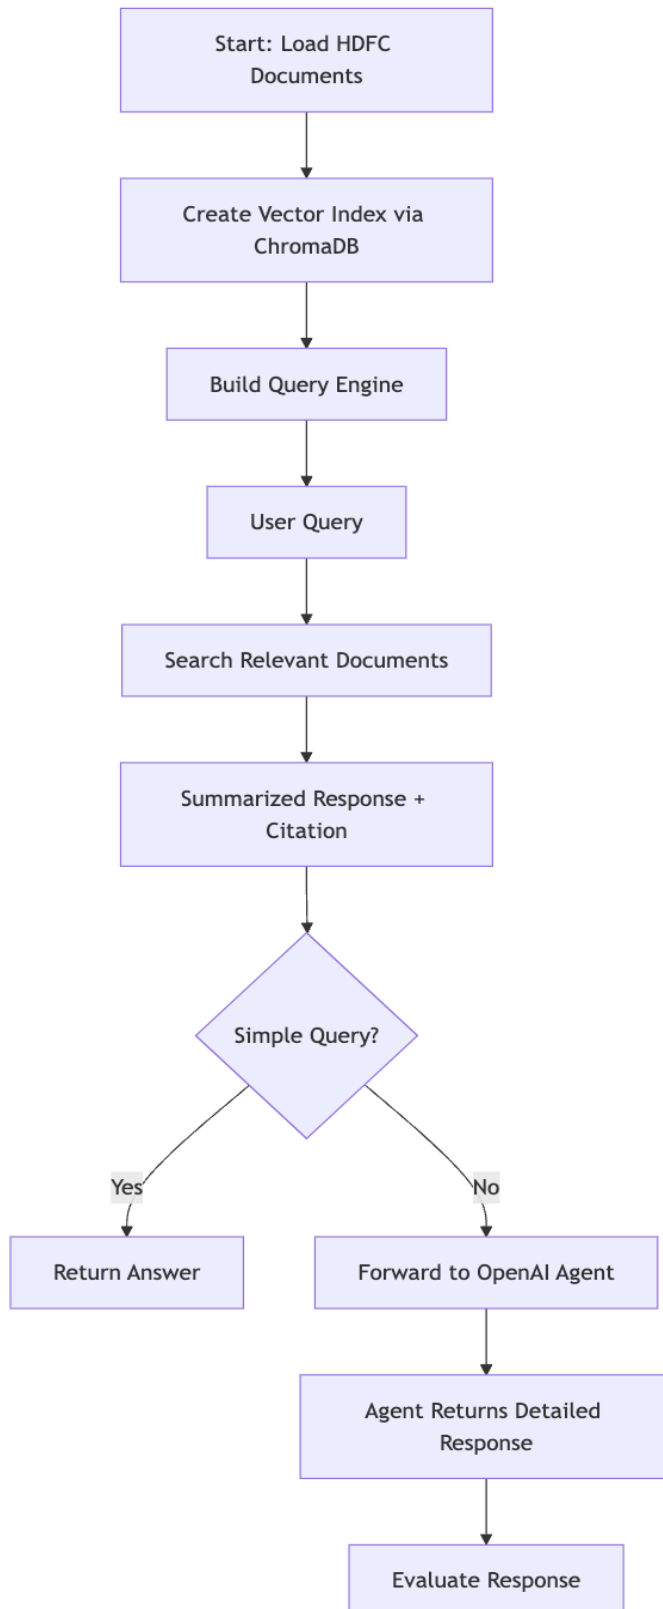 Start: Load HDFC
Documents
Create Vector Index via
ChromaDB
Build Query Engine
User Query
Search Relevant Documents
Summarized Response +
Citation
Simple Query?
Yes
No
Return Answer
Forward to OpenAI Agent
Agent Returns Detailed
Response
Evaluate Response